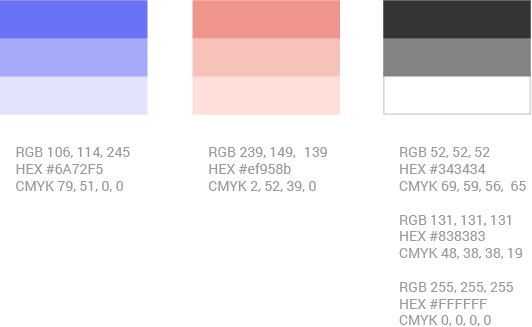 RGB 106, 114, 245
HEX #6A72F5
CMYK 79, 51, 0, 0
RGB 239, 149, 139
HEX #ef958b
CMYK 2, 52, 39, 0
RGB 52, 52, 52
HEX #343434
CMYK 69, 59, 56, 65
RGB 131, 131, 131
HEX #838383
CMYK 48, 38, 38, 19
RGB 255, 255, 255
HEX #FFFFFF
CMYK 0, 0, 0, 0